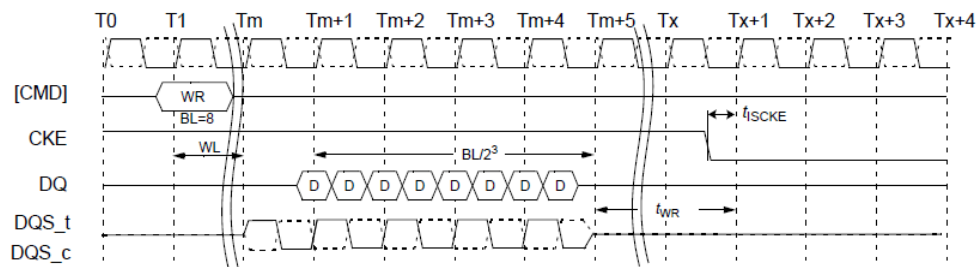 T0 T1 Tm Tm+1 Tm+2 Tm+3 Tm+4 Tm+5 Tx Tx+1 Tx+2 Tx+3 Tx+4
[CMD] WR
BL=8
CKE tISCKE
WL BL/2³
DQ D D D D D D D D
DQS_t tWR
DQS_c